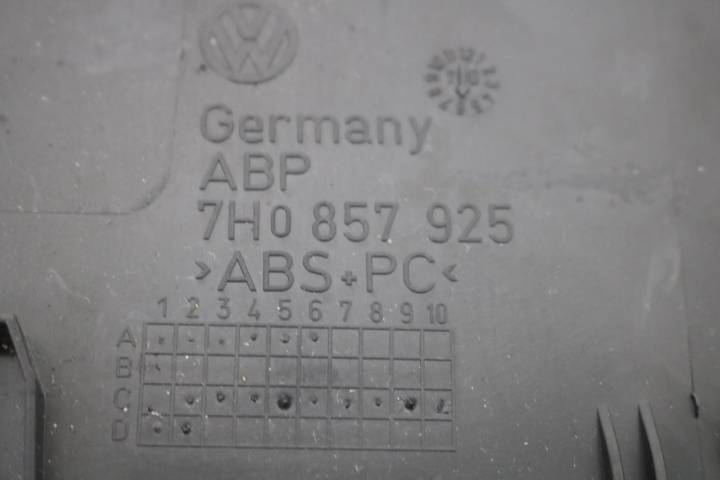 Germany
ABP
7H0 857 925
>ABS+PC<
1 2 3 4 5 6 7 8 9 10
A
B
C
D